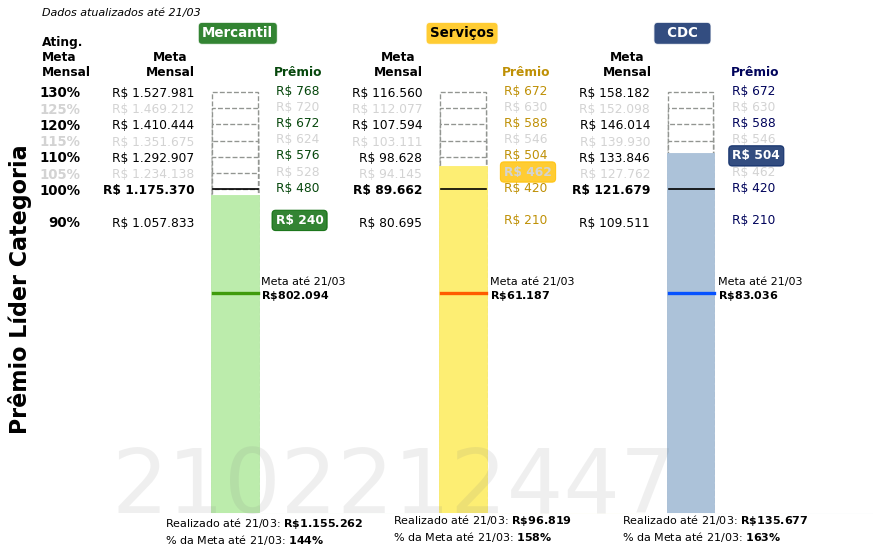 Dados atualizados até 21/03
Mercantil Serviços CDC
Ating. Meta Mensal Meta Mensal Prêmio Meta Mensal Prêmio Meta Mensal Prêmio
130% R$ 1.527.981 R$ 768 R$ 116.560 R$ 672 R$ 158.182 R$ 672
125% R$ 1.469.212 R$ 720 R$ 112.077 R$ 630 R$ 152.098 R$ 630
120% R$ 1.410.444 R$ 672 R$ 107.594 R$ 588 R$ 146.014 R$ 588
115% R$ 1.351.675 R$ 624 R$ 103.111 R$ 546 R$ 139.930 R$ 546
110% R$ 1.292.907 R$ 576 R$ 98.628 R$ 504 R$ 133.846 R$ 504
105% R$ 1.234.138 R$ 528 R$ 94.145 R$ 462 R$ 127.762 R$ 462
100% R$ 1.175.370 R$ 480 R$ 89.662 R$ 420 R$ 121.679 R$ 420
90% R$ 1.057.833 R$ 240 R$ 80.695 R$ 210 R$ 109.511 R$ 210
Meta até 21/03 Meta até 21/03 Meta até 21/03
R$802.094 R$61.187 R$83.036
Prêmio Líder Categoria
2102212447
Realizado até 21/03: R$1.155.262 Realizado até 21/03: R$96.819 Realizado até 21/03: R$135.677
% da Meta até 21/03: 144% % da Meta até 21/03: 158% % da Meta até 21/03: 163%